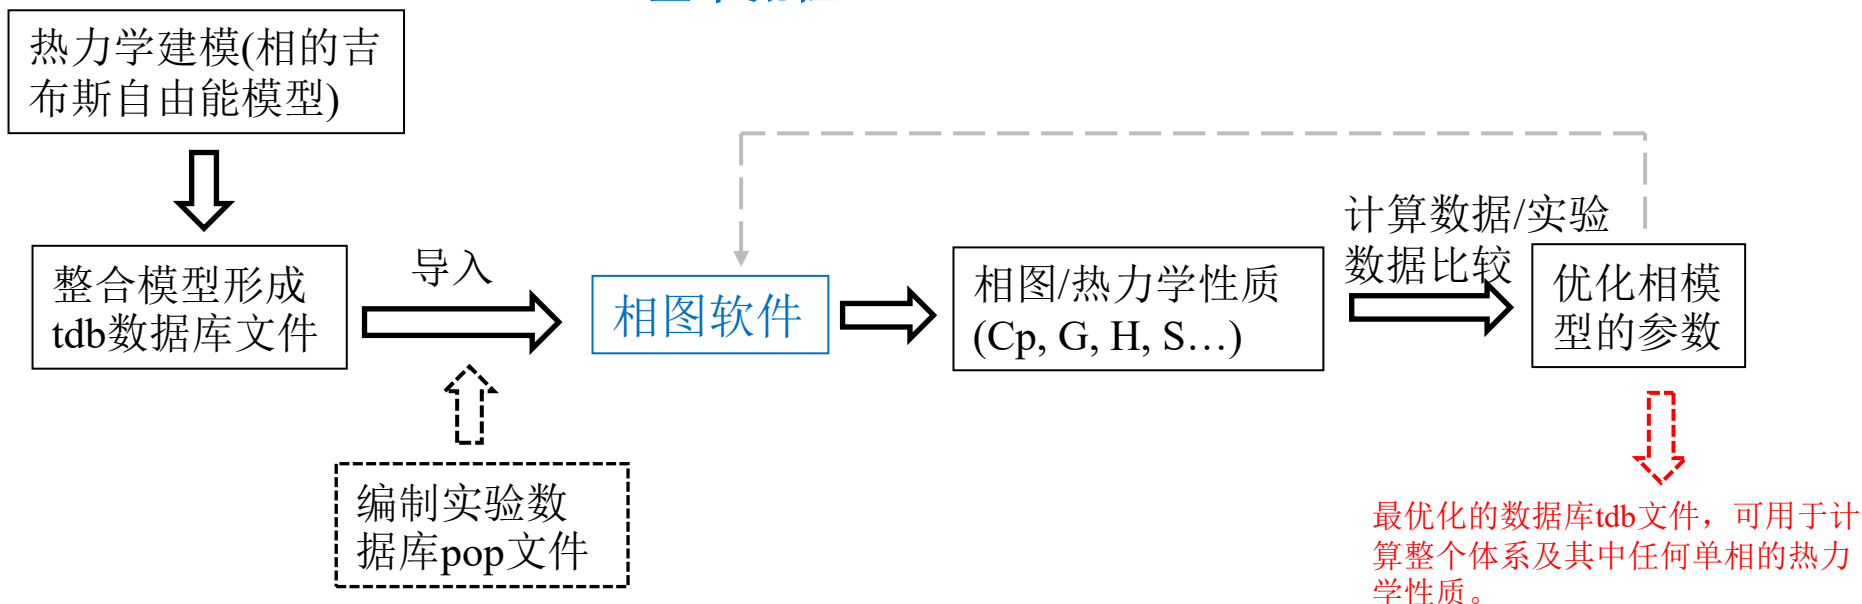 热力学建模(相的吉
布斯自由能模型)
整合模型形成
tdb数据库文件
导入
编制实验数
据库pop文件
相图软件
相图/热力学性质
(Cp, G, H, S…)
计算数据/实验
数据比较
优化相模
型的参数
最优化的数据库tdb文件，可用于计
算整个体系及其中任何单相的热力
学性质。